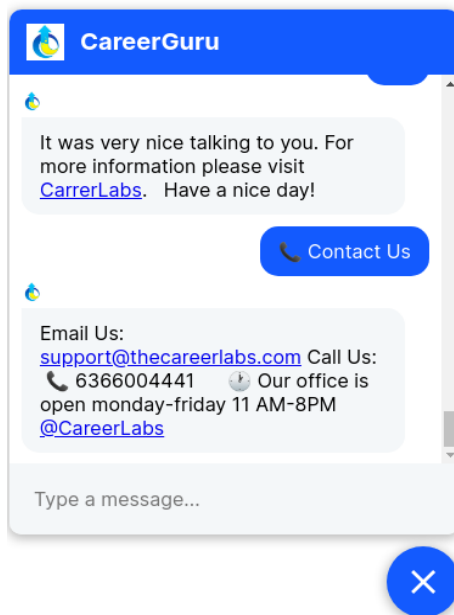 CareerGuru
It was very nice talking to you. For
more information please visit
CarrerLabs.   Have a nice day!
📞 Contact Us
Email Us:
support@thecareerlabs.com Call Us:
📞 6366004441 🕐 Our office is
open monday-friday 11 AM-8PM
@CareerLabs
Type a message...